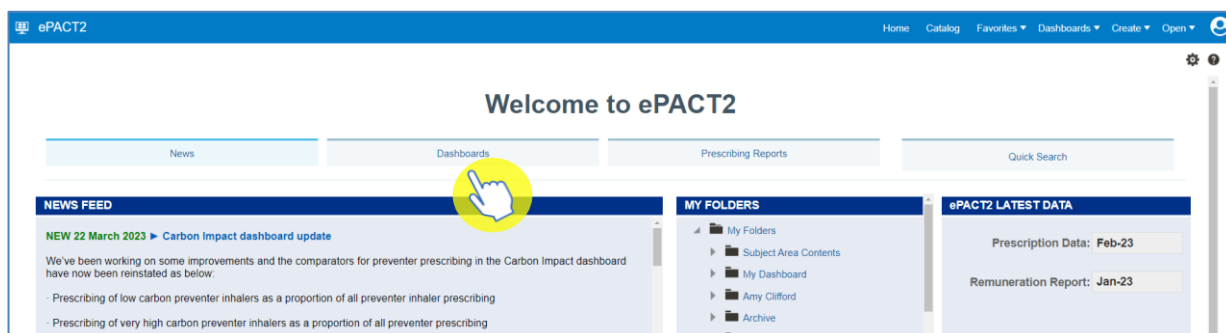 ePACT2
Home Catalog Favorites Dashboards Create Open
Welcome to ePACT2
News
Dashboards
Prescribing Reports
Quick Search
NEWS FEED
NEW 22 March 2023 ► Carbon Impact dashboard update
We've been working on some improvements and the comparators for preventer prescribing in the Carbon Impact dashboard
have now been reinstated as below:
· Prescribing of low carbon preventer inhalers as a proportion of all preventer inhaler prescribing
· Prescribing of very high carbon preventer inhalers as a proportion of all preventer prescribing
MY FOLDERS
My Folders
Subject Area Contents
My Dashboard
Amy Clifford
Archive
ePACT2 LATEST DATA
Prescription Data: Feb-23
Remuneration Report: Jan-23